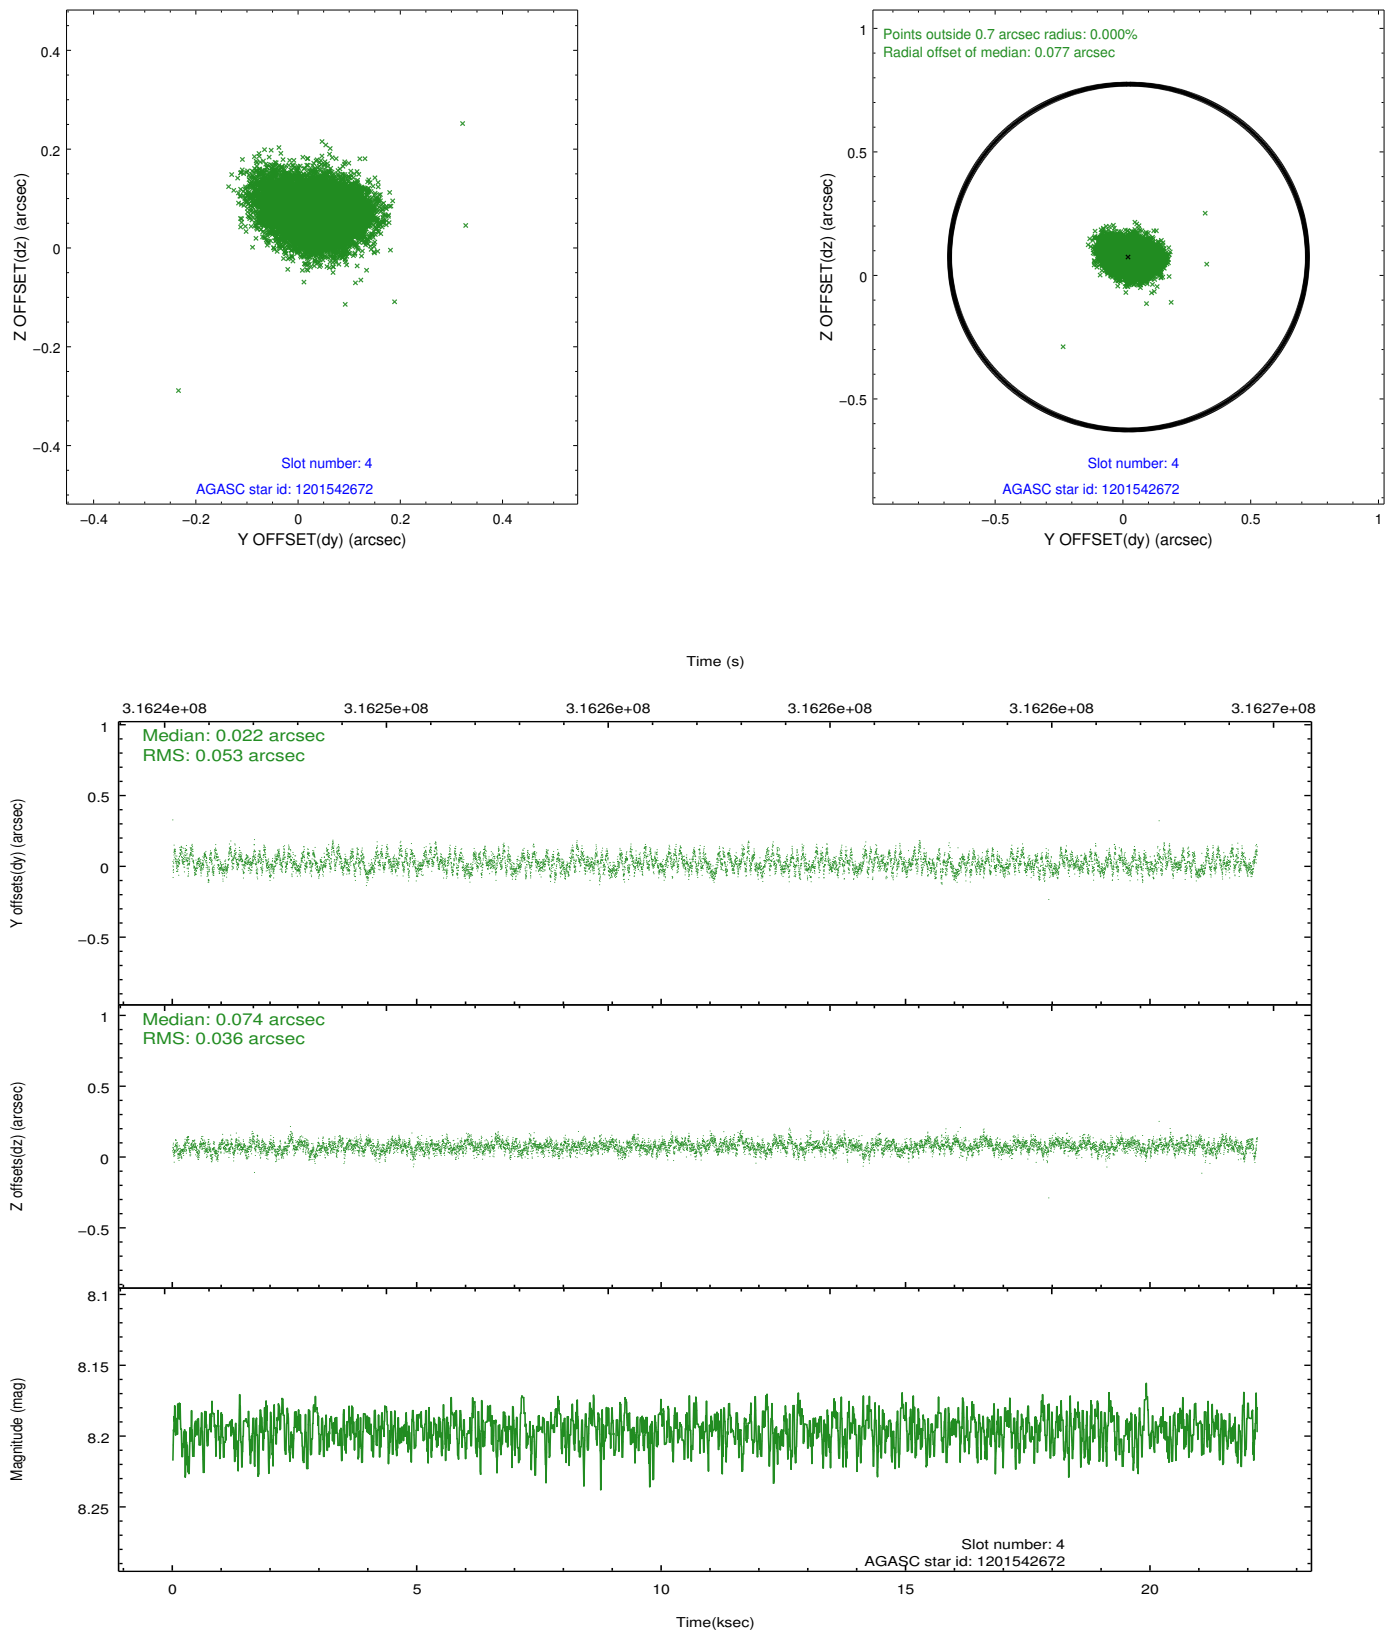 0.4
0.2
0
−0.2
−0.4
Z OFFSET(dz) (arcsec)
Slot number: 4
AGASC star id: 1201542672
−0.4 −0.2 0 0.2 0.4
Y OFFSET(dy) (arcsec)
Points outside 0.7 arcsec radius: 0.000%
Radial offset of median: 0.077 arcsec
1
0.5
0
−0.5
Z OFFSET(dz) (arcsec)
Slot number: 4
AGASC star id: 1201542672
−0.5 0 0.5 1
Y OFFSET(dy) (arcsec)
Time (s)
3.1624e+08 3.1625e+08 3.1626e+08 3.1626e+08 3.1626e+08 3.1627e+08
Median: 0.022 arcsec
RMS: 0.053 arcsec
1
0.5
0
−0.5
Y offsets(dy) (arcsec)
Median: 0.074 arcsec
RMS: 0.036 arcsec
1
0.5
0
−0.5
Z offsets(dz) (arcsec)
8.1
8.15
8.2
8.25
Magnitude (mag)
Slot number: 4
AGASC star id: 1201542672
0 5 10 15 20
Time(ksec)